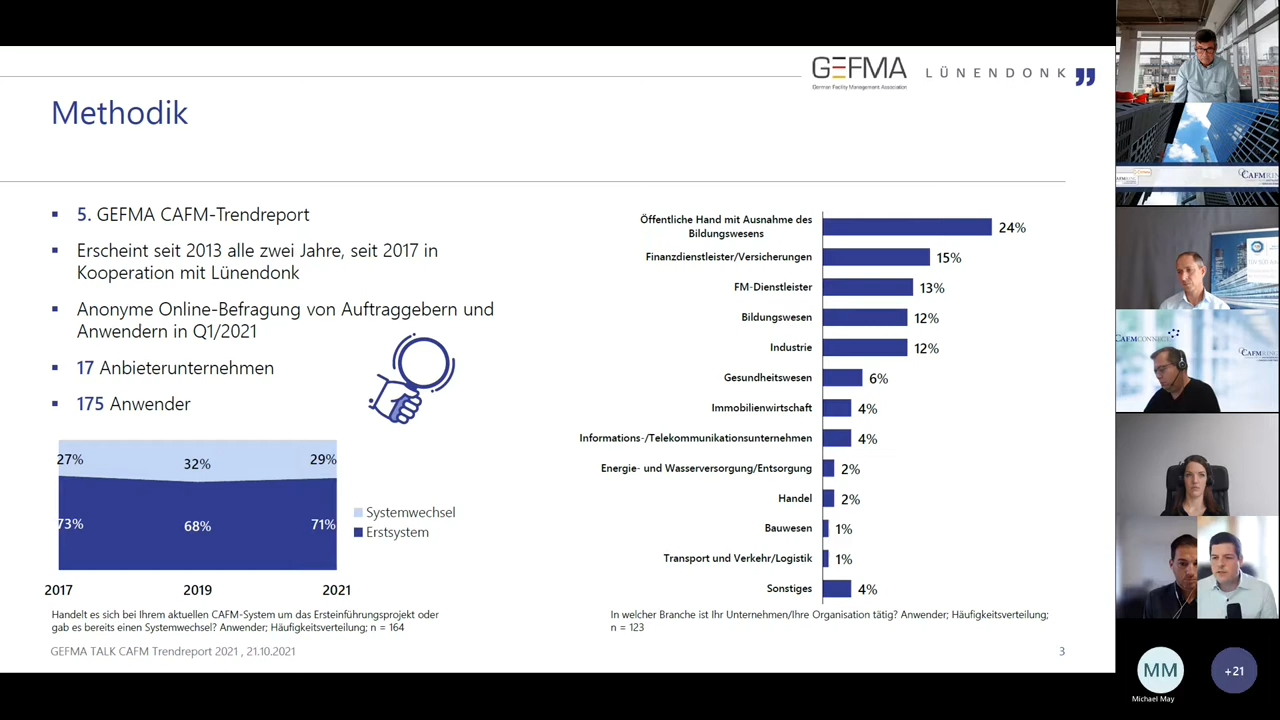 GEFMA
German Facility Management Association
LÜNENDONK
Methodik
5. GEFMA CAFM-Trendreport
Erscheint seit 2013 alle zwei Jahre, seit 2017 in
Kooperation mit Lünendonk
Anonyme Online-Befragung von Auftraggebern und
Anwendern in Q1/2021
17 Anbieterunternehmen
175 Anwender
27%
32%
29%
73%
68%
71%
Systemwechsel
Erstsystem
2017
2019
2021
Handelt es sich bei Ihrem aktuellen CAFM-System um das Ersteinführungsprojekt oder
gab es bereits einen Systemwechsel? Anwender; Häufigkeitsverteilung; n = 164
Öffentliche Hand mit Ausnahme des
Bildungswesens
24%
Finanzdienstleister/Versicherungen
15%
FM-Dienstleister
13%
Bildungswesen
12%
Industrie
12%
Gesundheitswesen
6%
Immobilienwirtschaft
4%
Informations-/Telekommunikationsunternehmen
4%
Energie- und Wasserversorgung/Entsorgung
2%
Handel
2%
Bauwesen
1%
Transport und Verkehr/Logistik
1%
Sonstiges
4%
In welcher Branche ist Ihr Unternehmen/Ihre Organisation tätig? Anwender; Häufigkeitsverteilung;
n = 123
GEFMA TALK CAFM Trendreport 2021 , 21.10.2021
3
CAFMRING
CAFMCONNECT
CAFMRING
MM
Michael May
+21